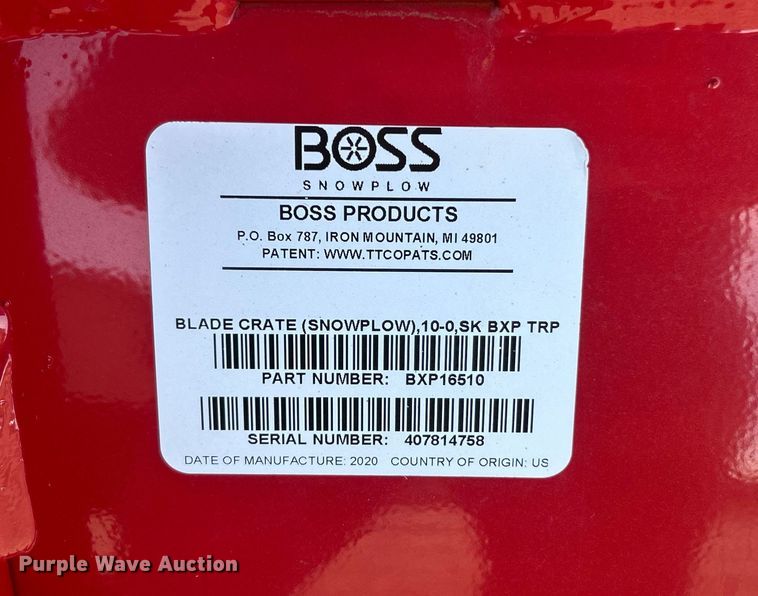 BOSS
SNOWPLOW
BOSS PRODUCTS
P.O. Box 787, IRON MOUNTAIN, MI 49801
PATENT: WWW.TTCOPATS.COM
BLADE CRATE (SNOWPLOW),10-0,SK BXP TRP
PART NUMBER: BXP16510
SERIAL NUMBER: 407814758
DATE OF MANUFACTURE: 2020 COUNTRY OF ORIGIN: US
Purple Wave Auction